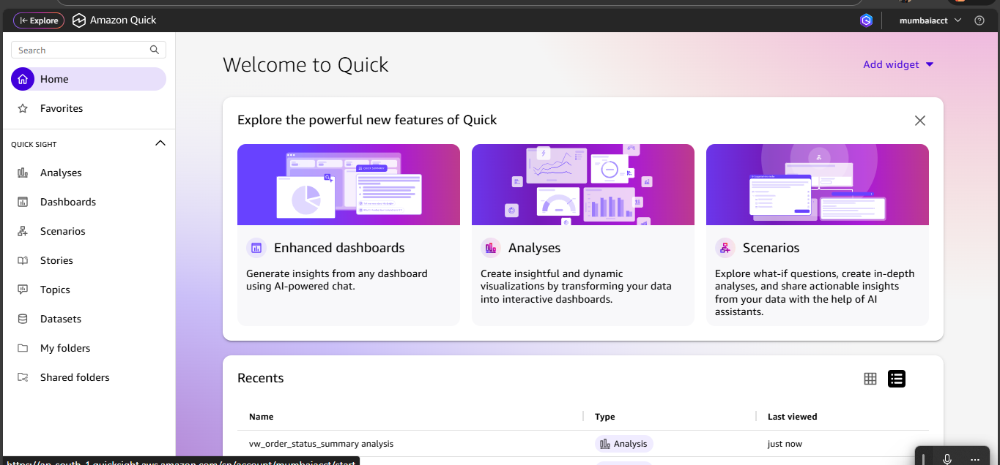 Explore
Amazon Quick
mumbaiacct
Search
Home
Favorites
QUICK SIGHT
Analyses
Dashboards
Scenarios
Stories
Topics
Datasets
My folders
Shared folders
Welcome to Quick
Add widget
Explore the powerful new features of Quick
Enhanced dashboards
Generate insights from any dashboard
using AI-powered chat.
Analyses
Create insightful and dynamic
visualizations by transforming your data
into interactive dashboards.
Scenarios
Explore what-if questions, create in-depth
analyses, and share actionable insights
from your data with the help of AI
assistants.
Recents
Name Type Last viewed
vw_order_status_summary analysis Analysis just now
https://ap-south-1.quicksight.aws.amazon.com/sn/account/mumbaiacct/start